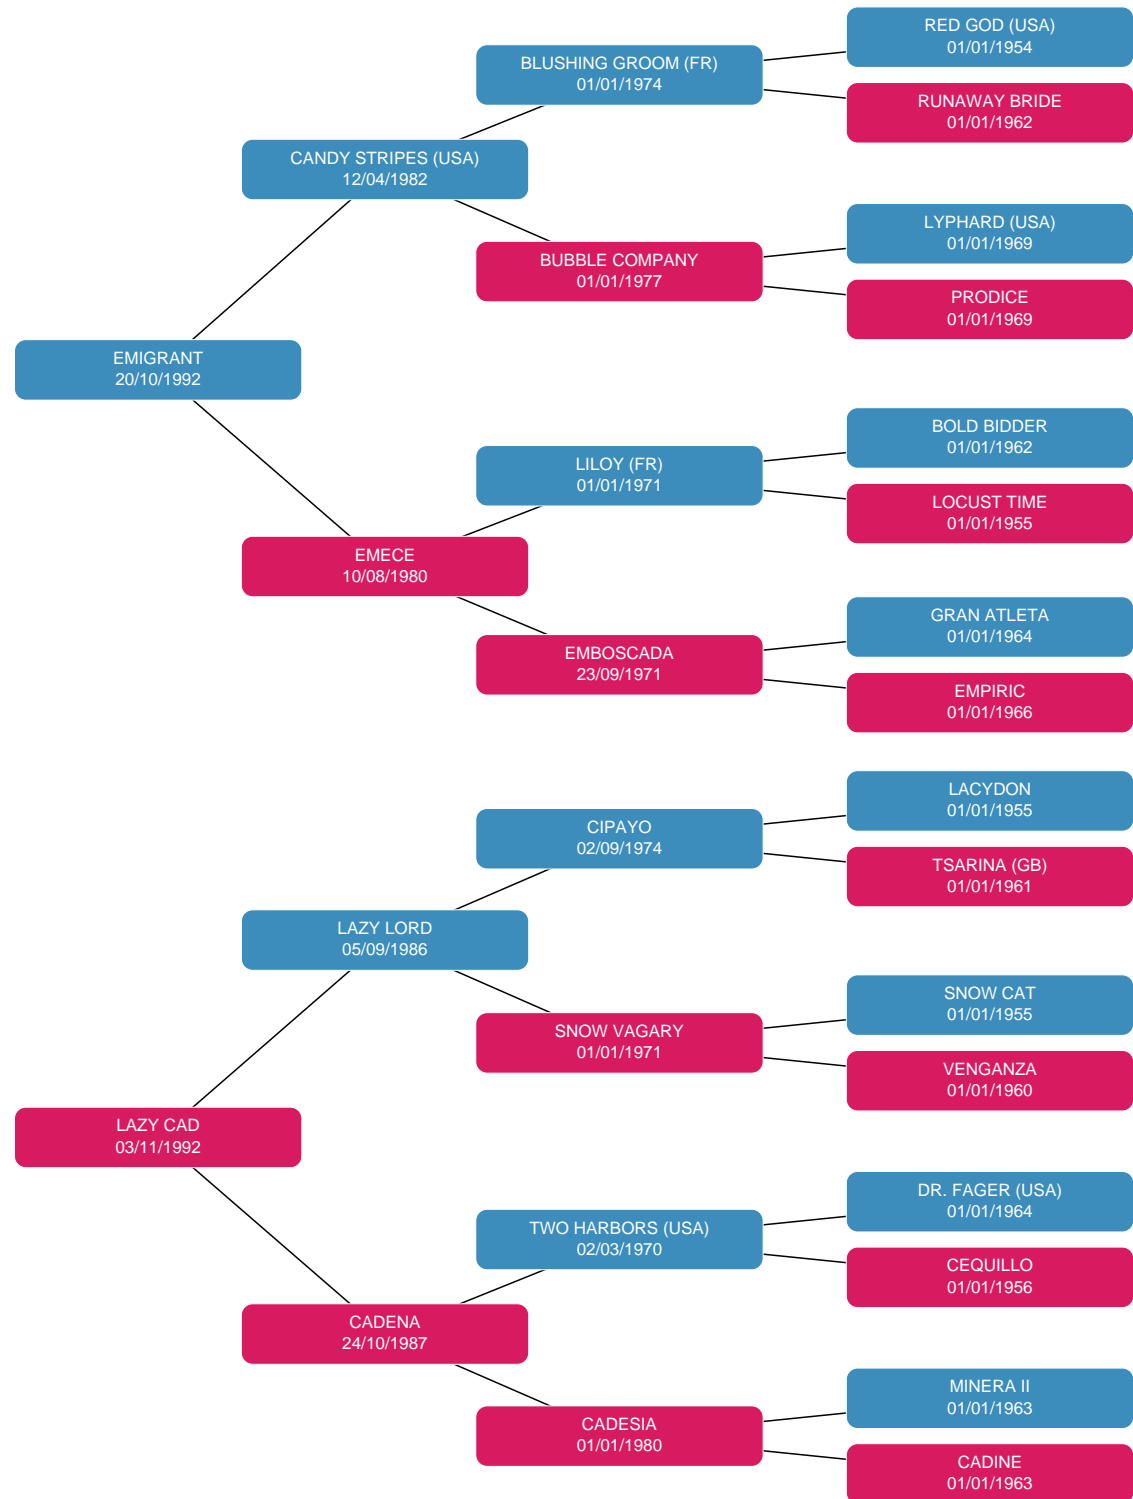 RED GOD (USA)
01/01/1954
BLUSHING GROOM (FR)
01/01/1974
RUNAWAY BRIDE
01/01/1962
CANDY STRIPES (USA)
12/04/1982
LYPHARD (USA)
01/01/1969
BUBBLE COMPANY
01/01/1977
PRODICE
01/01/1969
EMIGRANT
20/10/1992
BOLD BIDDER
01/01/1962
LILOY (FR)
01/01/1971
LOCUST TIME
01/01/1955
EMECE
10/08/1980
GRAN ATLETA
01/01/1964
EMBOSCADA
23/09/1971
EMPIRIC
01/01/1966
LACYDON
01/01/1955
CIPAYO
02/09/1974
TSARINA (GB)
01/01/1961
LAZY LORD
05/09/1986
SNOW CAT
01/01/1955
SNOW VAGARY
01/01/1971
VENGANZA
01/01/1960
LAZY CAD
03/11/1992
DR. FAGER (USA)
01/01/1964
TWO HARBORS (USA)
02/03/1970
CEQUILLO
01/01/1956
CADENA
24/10/1987
MINERA II
01/01/1963
CADESIA
01/01/1980
CADINE
01/01/1963